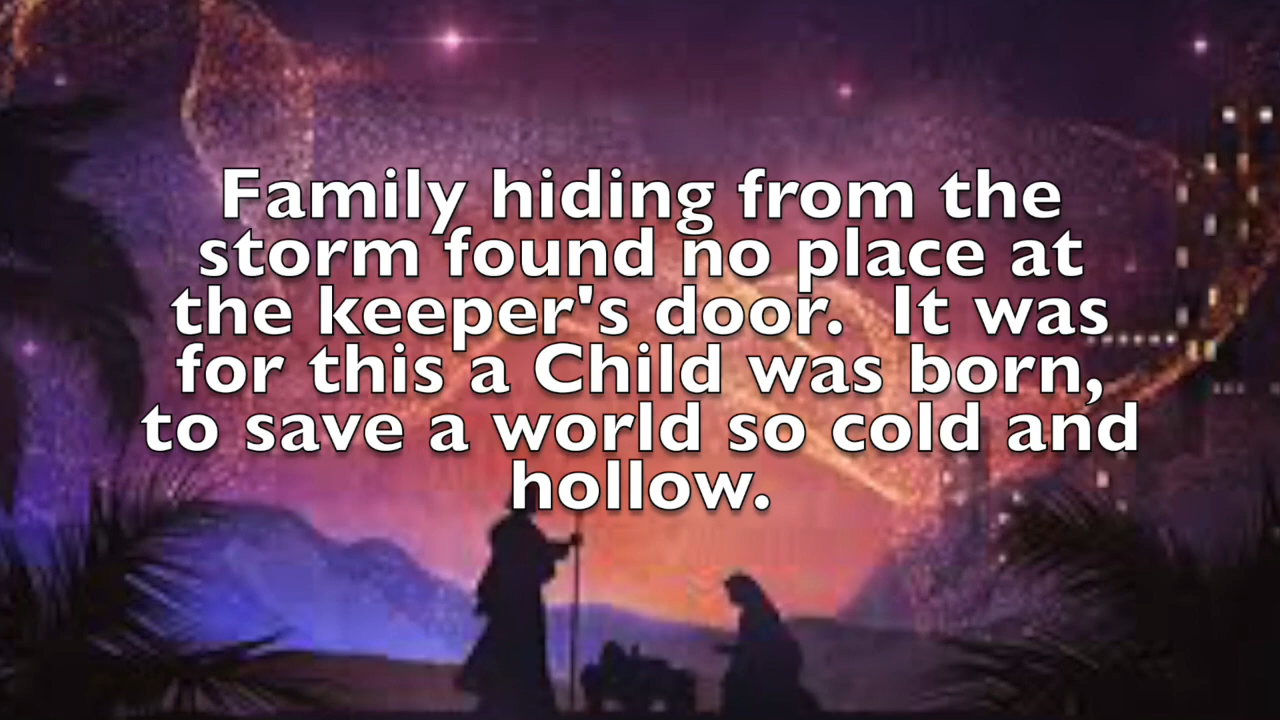 Family hiding from the
storm found no place at
the keeper's door.  It was
for this a Child was born,
to save a world so cold and
hollow.